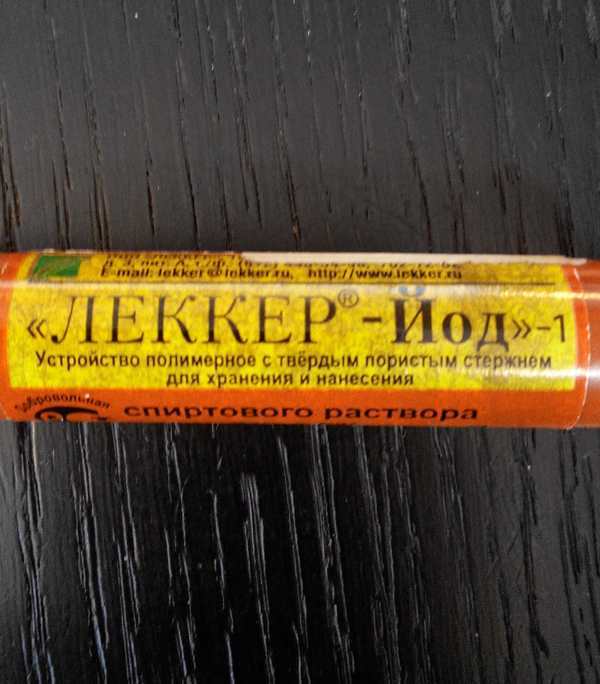 E-mail: lekker@lekker.ru, http://www.lekker.ru
«ЛЕККЕР®-Йод»-1
Устройство полимерное с твёрдым пористым стержнем
для хранения и нанесения
Добровольная
спиртового раствора